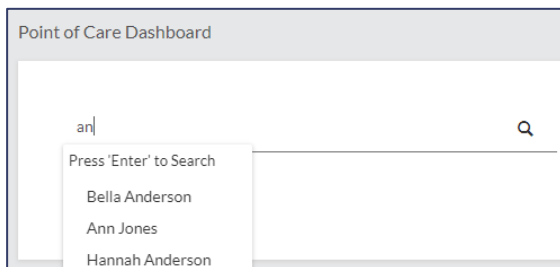 Point of Care Dashboard
an
Press 'Enter' to Search
Bella Anderson
Ann Jones
Hannah Anderson